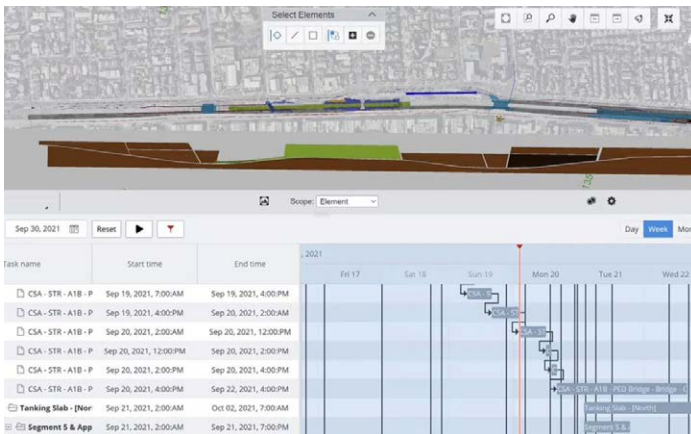 Select Elements
Scope: Element
Sep 30, 2021 Reset Day Week Mor
Task name Start time End time , 2021
Fri 17 Sat 18 Sun 19 Mon 20 Tue 21 Wed 22
CSA - STR - A1B - P Sep 19, 2021, 7:00AM Sep 19, 2021, 4:00PM CSA - S
CSA - STR - A1B - P Sep 19, 2021, 4:00PM Sep 20, 2021, 2:00AM CSA - ST
CSA - STR - A1B - P Sep 20, 2021, 2:00AM Sep 20, 2021, 12:00PM CSA - S
CSA - STR - A1B - P Sep 20, 2021, 12:00PM Sep 20, 2021, 2:00PM
CSA - STR - A1B - P Sep 20, 2021, 2:00PM Sep 20, 2021, 4:00PM
CSA - STR - A1B - P Sep 20, 2021, 4:00PM Sep 22, 2021, 4:00PM CSA - STR - A1B - PED Bridge - Bridge - C
Tanking Slab - [Nor Sep 21, 2021, 2:00AM Oct 02, 2021, 7:00AM Tanking Slab - [North]
Segment 5 & App Sep 21, 2021, 2:00AM Sep 21, 2021, 7:00PM Segment 5 & A